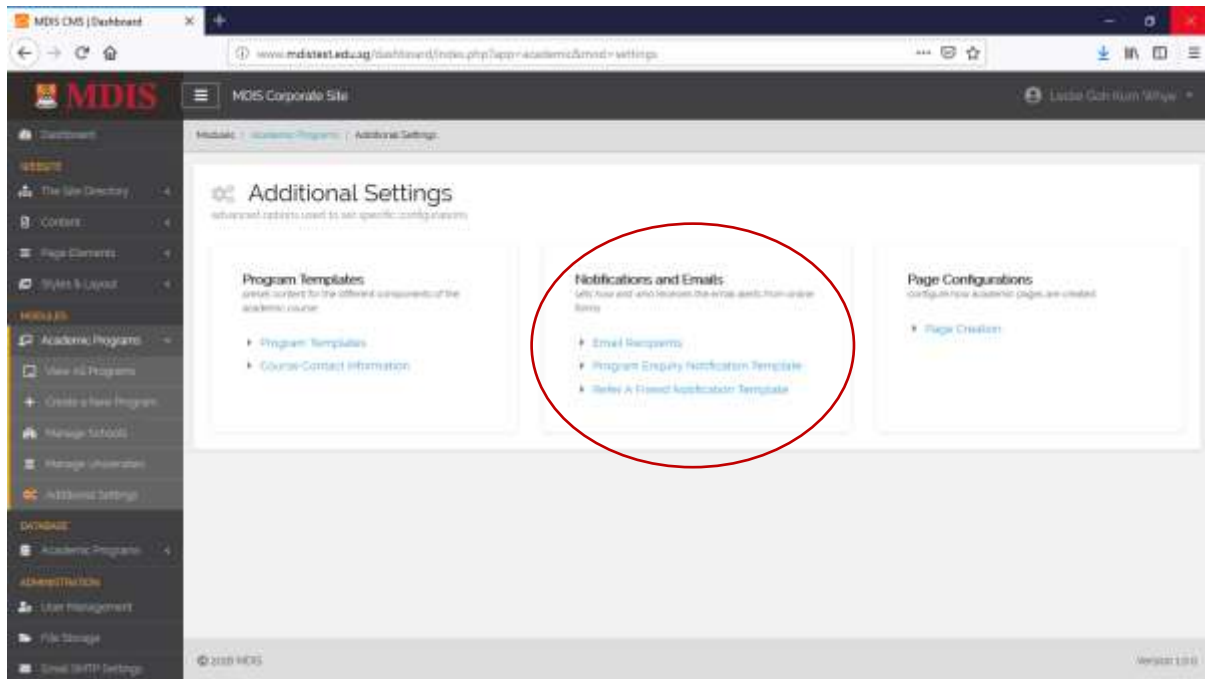 MDIS CMS | Dashboard
www.mdistest.edu.sg/dashboard/index.php?app=academic&mod=settings
MDIS
MDIS Corporate Site
Dashboard
Modules / Academic Programs / Additional Settings
WEBSITE
The Site Directory
Content
Page Elements
Styles & Layout
MODULES
Academic Programs
View All Programs
Create a New Program
Manage Schools
Manage Universities
Additional Settings
DATABASE
Academic Programs
ADMINISTRATION
User Management
File Storage
Email SMTP Settings
Additional Settings
advanced options used to set specific configurations
Program Templates
preset content for the different components of the
academic course
Program Templates
Course Contact Information
Notifications and Emails
sets how and who receives the email alerts from online
forms
Email Recipients
Program Enquiry Notification Template
Refer A Friend Notification Template
Page Configurations
configure how academic pages are created
Page Creation
MDIS
Version 1.0.0